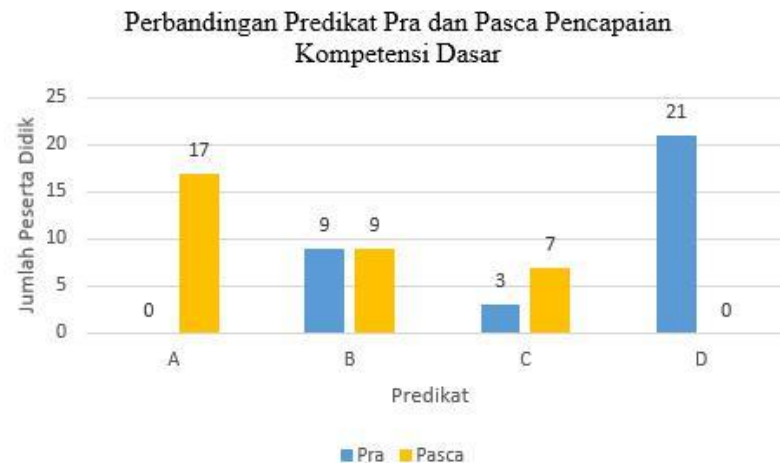 Perbandingan Predikat Pra dan Pasca Pencapaian
Kompetensi Dasar
Jumlah Peserta Didik
25
20
15
10
5
0
0
17
9
9
3
7
21
0
A
B
C
D
Predikat
Pra
Pasca